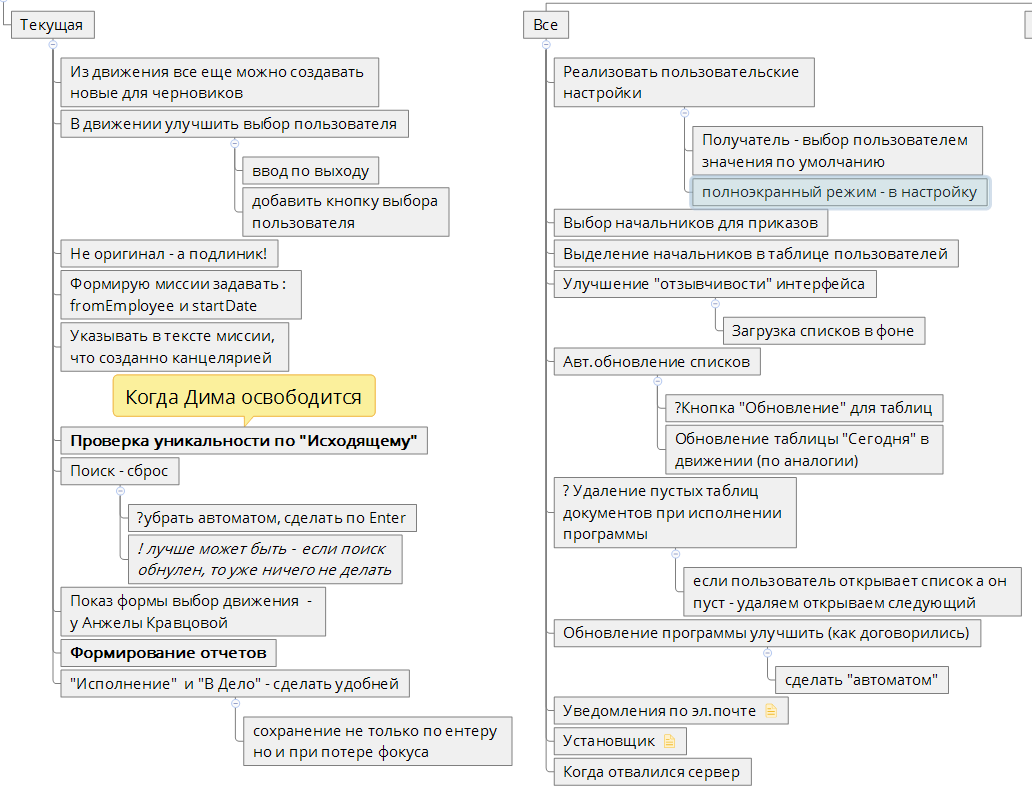 Текущая
Из движения все еще можно создавать
новые для черновиков
В движении улучшить выбор пользователя
ввод по выходу
добавить кнопку выбора
пользователя
Не оригинал - а подлиник!
Формирую миссии задавать :
fromEmployee и startDate
Указывать в тексте миссии,
что созданно канцелярией
Когда Дима освободится
Проверка уникальности по "Исходящему"
Поиск - сброс
?убрать автоматом, сделать по Enter
! лучше может быть - если поиск
обнулен, то уже ничего не делать
Показ формы выбор движения -
у Анжелы Кравцовой
Формирование отчетов
"Исполнение" и "В Дело" - сделать удобней
сохранение не только по ентеру
но и при потере фокуса
Все
Реализовать пользовательские
настройки
Получатель - выбор пользователем
значения по умолчанию
полноэкранный режим - в настройку
Выбор начальников для приказов
Выделение начальников в таблице пользователей
Улучшение "отзывчивости" интерфейса
Загрузка списков в фоне
Авт.обновление списков
?Кнопка "Обновление" для таблиц
Обновление таблицы "Сегодня" в
движении (по аналогии)
? Удаление пустых таблиц
документов при исполнении
программы
если пользователь открывает список а он
пуст - удаляем открываем следующий
Обновление программы улучшить (как договорились)
сделать "автоматом"
Уведомления по эл.почте
Установщик
Когда отвалился сервер